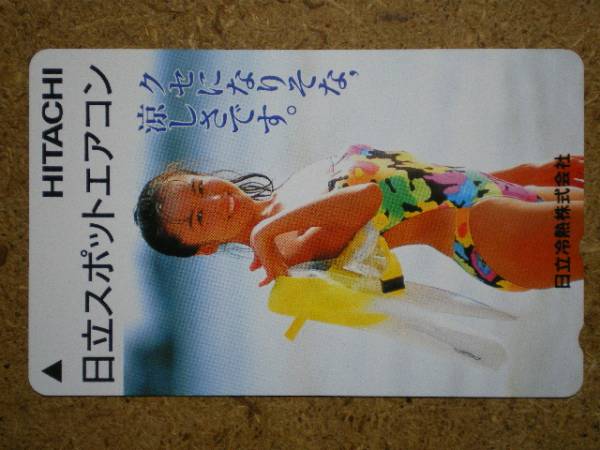 HITACHI
日立スポットエアコン
クセになりそな、
涼しさです。
日立冷熱株式会社